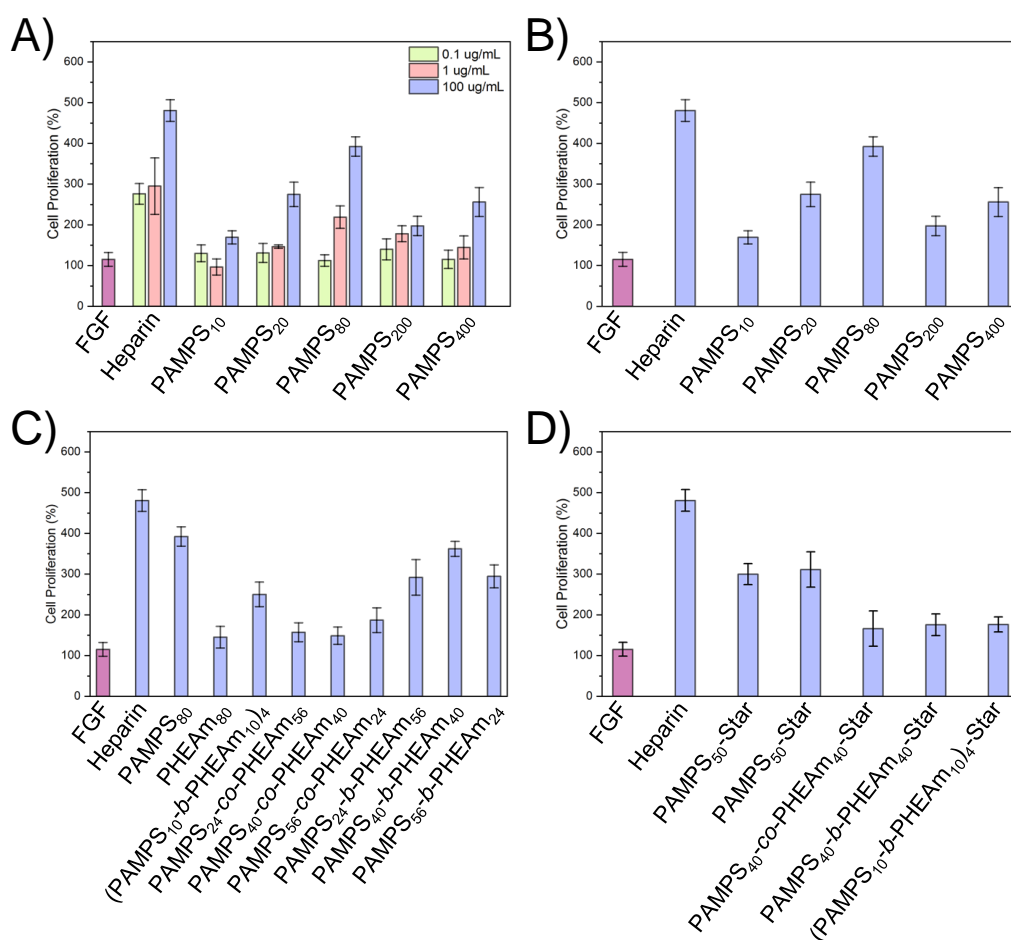 A)
600
500
400
300
200
100
0
Cell Proliferation (%)
0.1 ug/mL
1 ug/mL
100 ug/mL
FGF
Heparin
PAMPS₁₀
PAMPS₂₀
PAMPS₈₀
PAMPS₂₀₀
PAMPS₄₀₀
B)
600
500
400
300
200
100
0
Cell Proliferation (%)
FGF
Heparin
PAMPS₁₀
PAMPS₂₀
PAMPS₈₀
PAMPS₂₀₀
PAMPS₄₀₀
C)
600
500
400
300
200
100
0
Cell Proliferation (%)
FGF
Heparin
PAMPS₈₀
PHEAm₈₀
(PAMPS₁₀-b-PHEAm₁₀)₄
PAMPS₂₄-co-PHEAm₅₆
PAMPS₄₀-co-PHEAm₄₀
PAMPS₅₆-co-PHEAm₂₄
PAMPS₂₄-b-PHEAm₅₆
PAMPS₄₀-b-PHEAm₄₀
PAMPS₅₆-b-PHEAm₂₄
D)
600
500
400
300
200
100
0
Cell Proliferation (%)
FGF
Heparin
PAMPS₅₀-Star
PAMPS₅₀-Star
PAMPS₄₀-co-PHEAm₄₀-Star
PAMPS₄₀-b-PHEAm₄₀-Star
(PAMPS₁₀-b-PHEAm₁₀)₄-Star